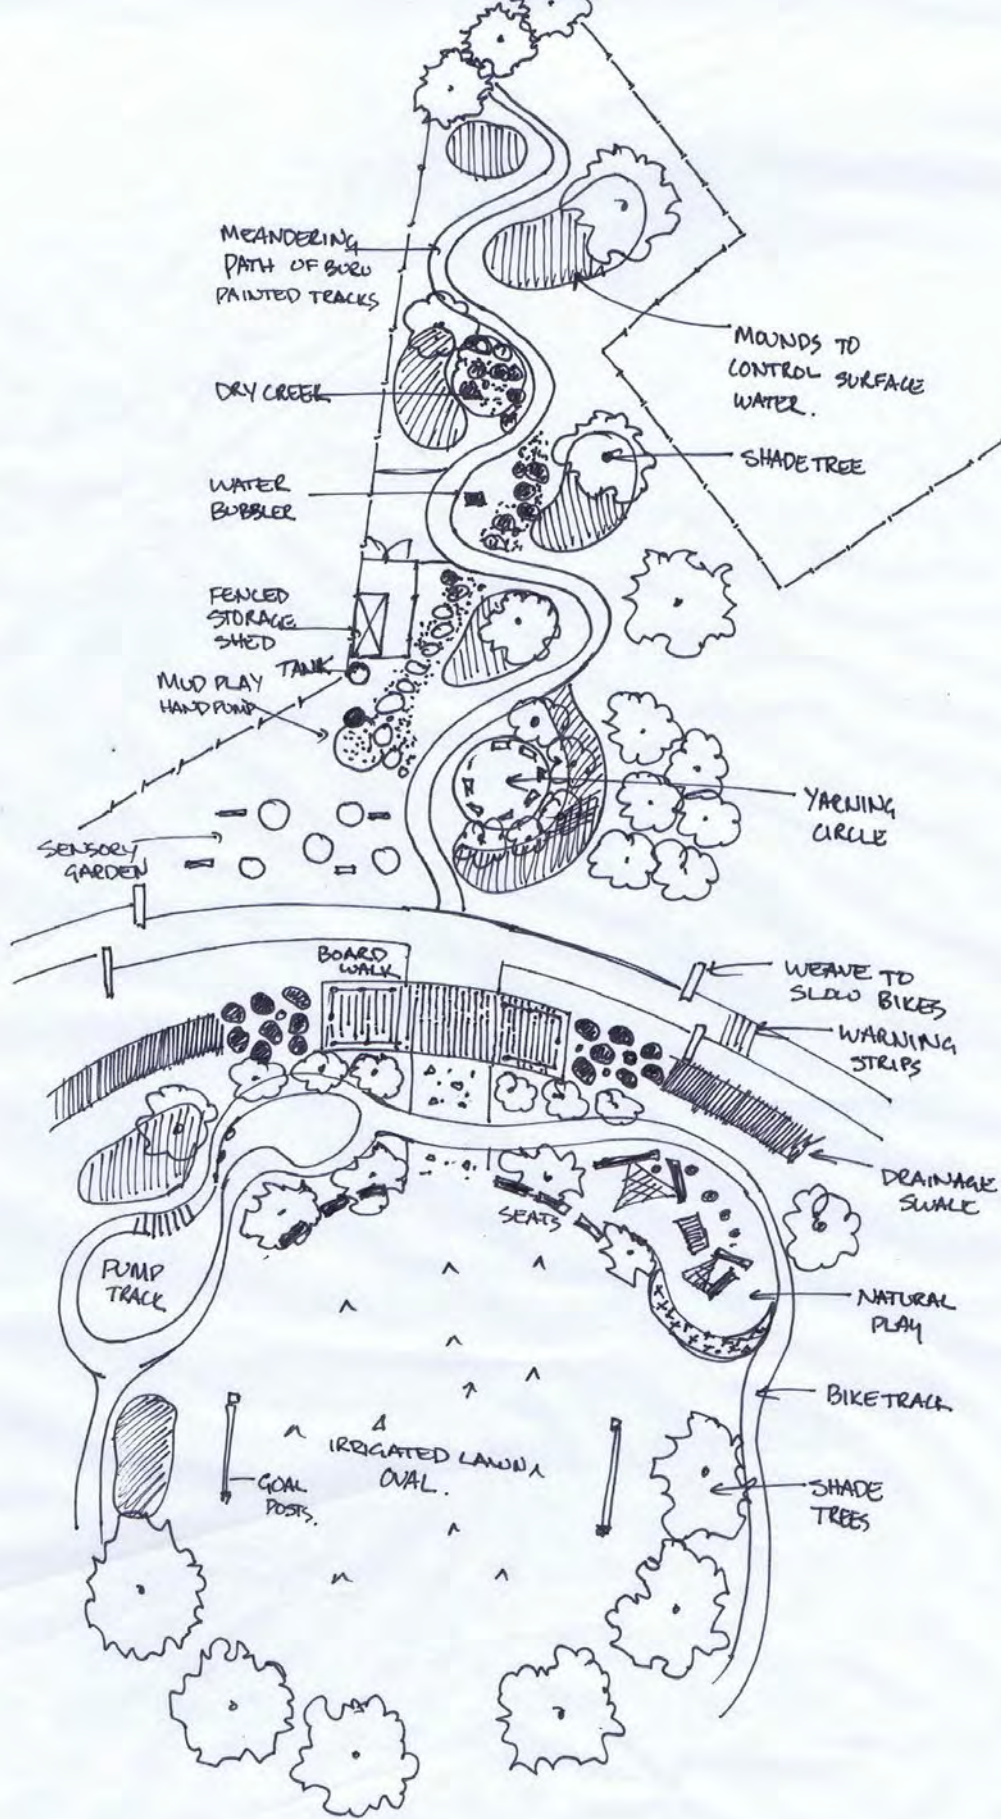 MEANDERING
PATH OF BURU
PAINTED TRACKS
MOUNDS TO
CONTROL SURFACE
WATER.
DRY CREEK
SHADE TREE
WATER
BUBBLER
FENCED
STORAGE
SHED
TANK
MUD PLAY
HAND PUMP
YARNING
CIRCLE
SENSORY
GARDEN
BOARD
WALK
WEAVE TO
SLOW BIKES
WARNING
STRIPS
DRAINAGE
SWALE
SEATS
PUMP
TRACK
NATURAL
PLAY
BIKE TRACK
IRRIGATED LAWN
OVAL.
GOAL
POSTS.
SHADE
TREES